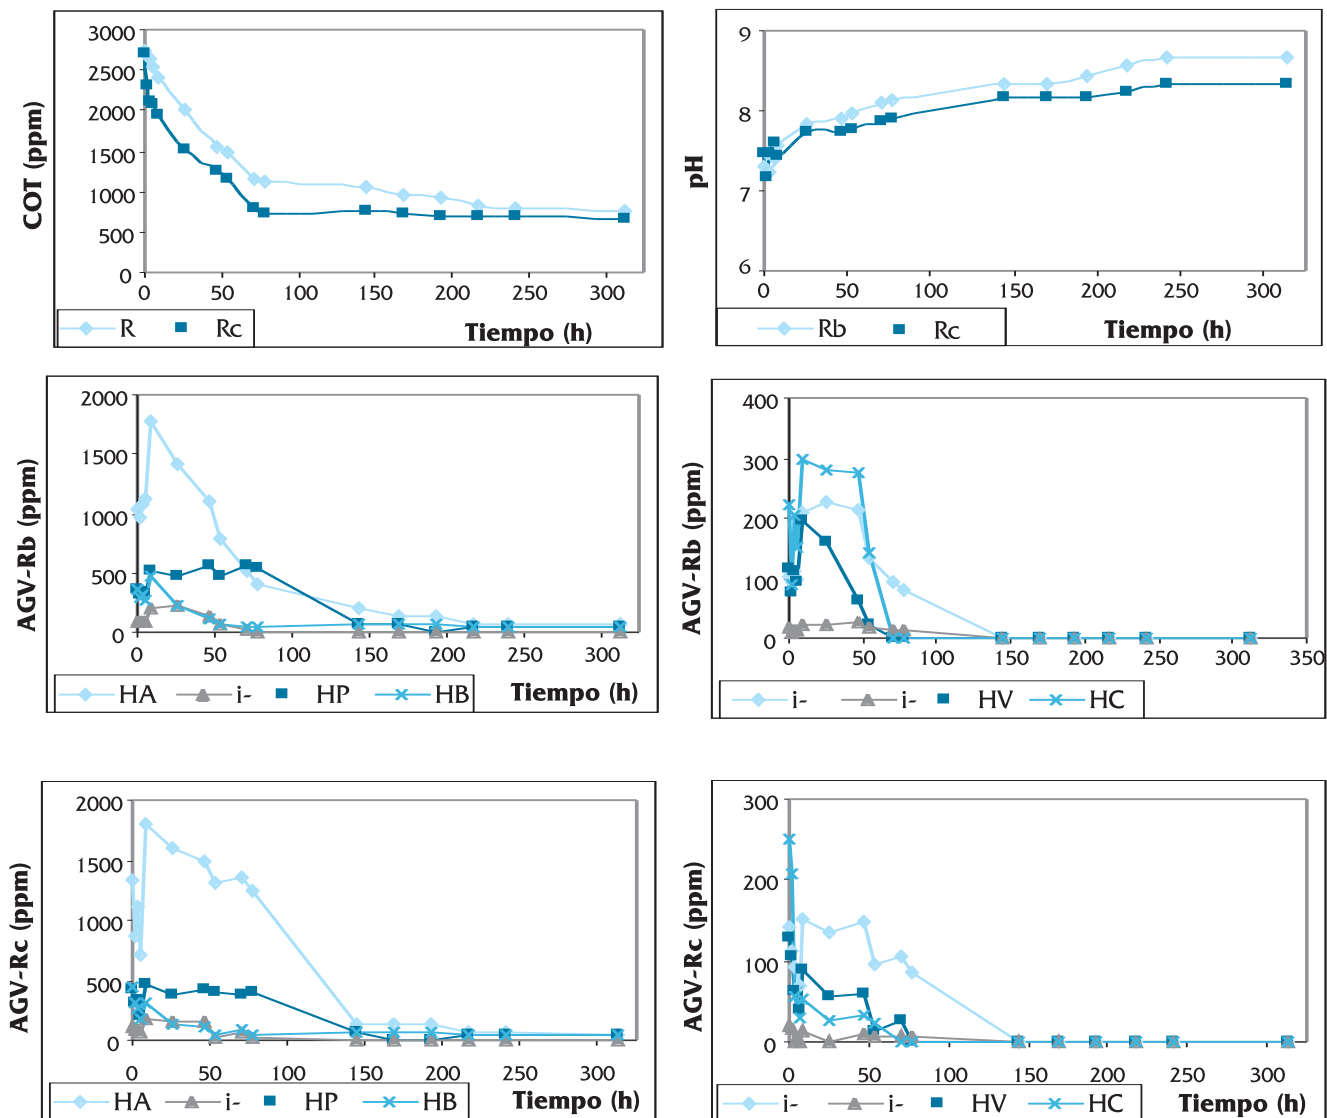 3000
2500
2000
1500
1000
500
0
COT (ppm)
0 50 100 150 200 250 300
R Rc
Tiempo (h)
9
8
7
6
pH
0 50 100 150 200 250 300
Rb Rc
Tiempo (h)
2000
1500
1000
500
0
AGV-Rb (ppm)
0 50 100 150 200 250 300
HA i- HP HB
Tiempo (h)
400
300
200
100
0
AGV-Rb (ppm)
0 50 100 150 200 250 300 350
i- i- HV HC
2000
1500
1000
500
0
AGV-Rc (ppm)
0 50 100 150 200 250 300
HA i- HP HB
Tiempo (h)
300
200
100
0
AGV-Rc (ppm)
0 50 100 150 200 250 300
i- i- HV HC
Tiempo (h)